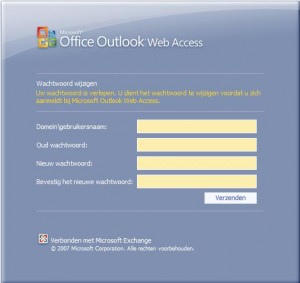 Microsoft
Office Outlook Web Access
Wachtwoord wijzigen
Uw wachtwoord is verlopen. U dient het wachtwoord te wijzigen voordat u zich
aanmeldt bij Microsoft Outlook Web Access.
Domein\gebruikersnaam:
Oud wachtwoord:
Nieuw wachtwoord:
Bevestig het nieuwe wachtwoord:
Verzenden
Verbonden met Microsoft Exchange
© 2007 Microsoft Corporation. Alle rechten voorbehouden.